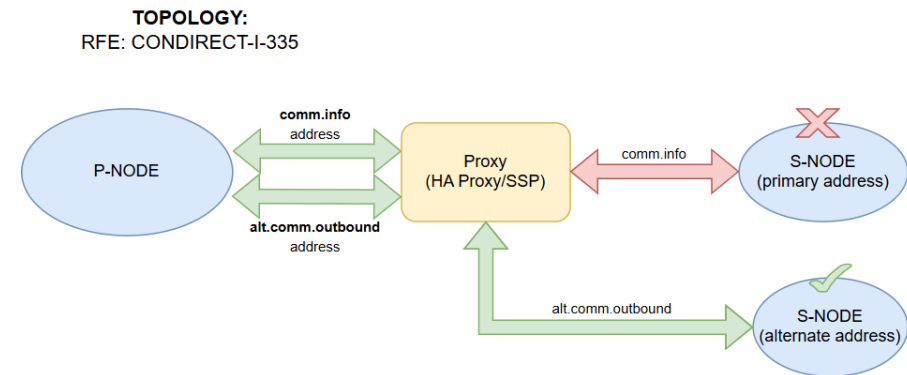 TOPOLOGY:
RFE: CONDIRECT-I-335
comm.info
address
P-NODE
alt.comm.outbound
address
Proxy
(HA Proxy/SSP)
comm.info
S-NODE
(primary address)
alt.comm.outbound
S-NODE
(alternate address)